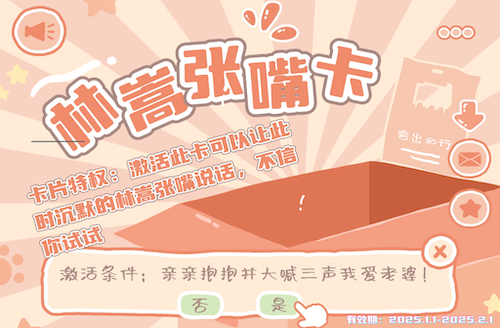 林嵩张嘴卡
言出必行
卡片特权：激活此卡可以让此
时沉默的林嵩张嘴说话，不信
你试试
!
激活条件；亲亲抱抱并大喊三声我爱老婆！
否
是
有效期：2025.1.1-2025.2.1